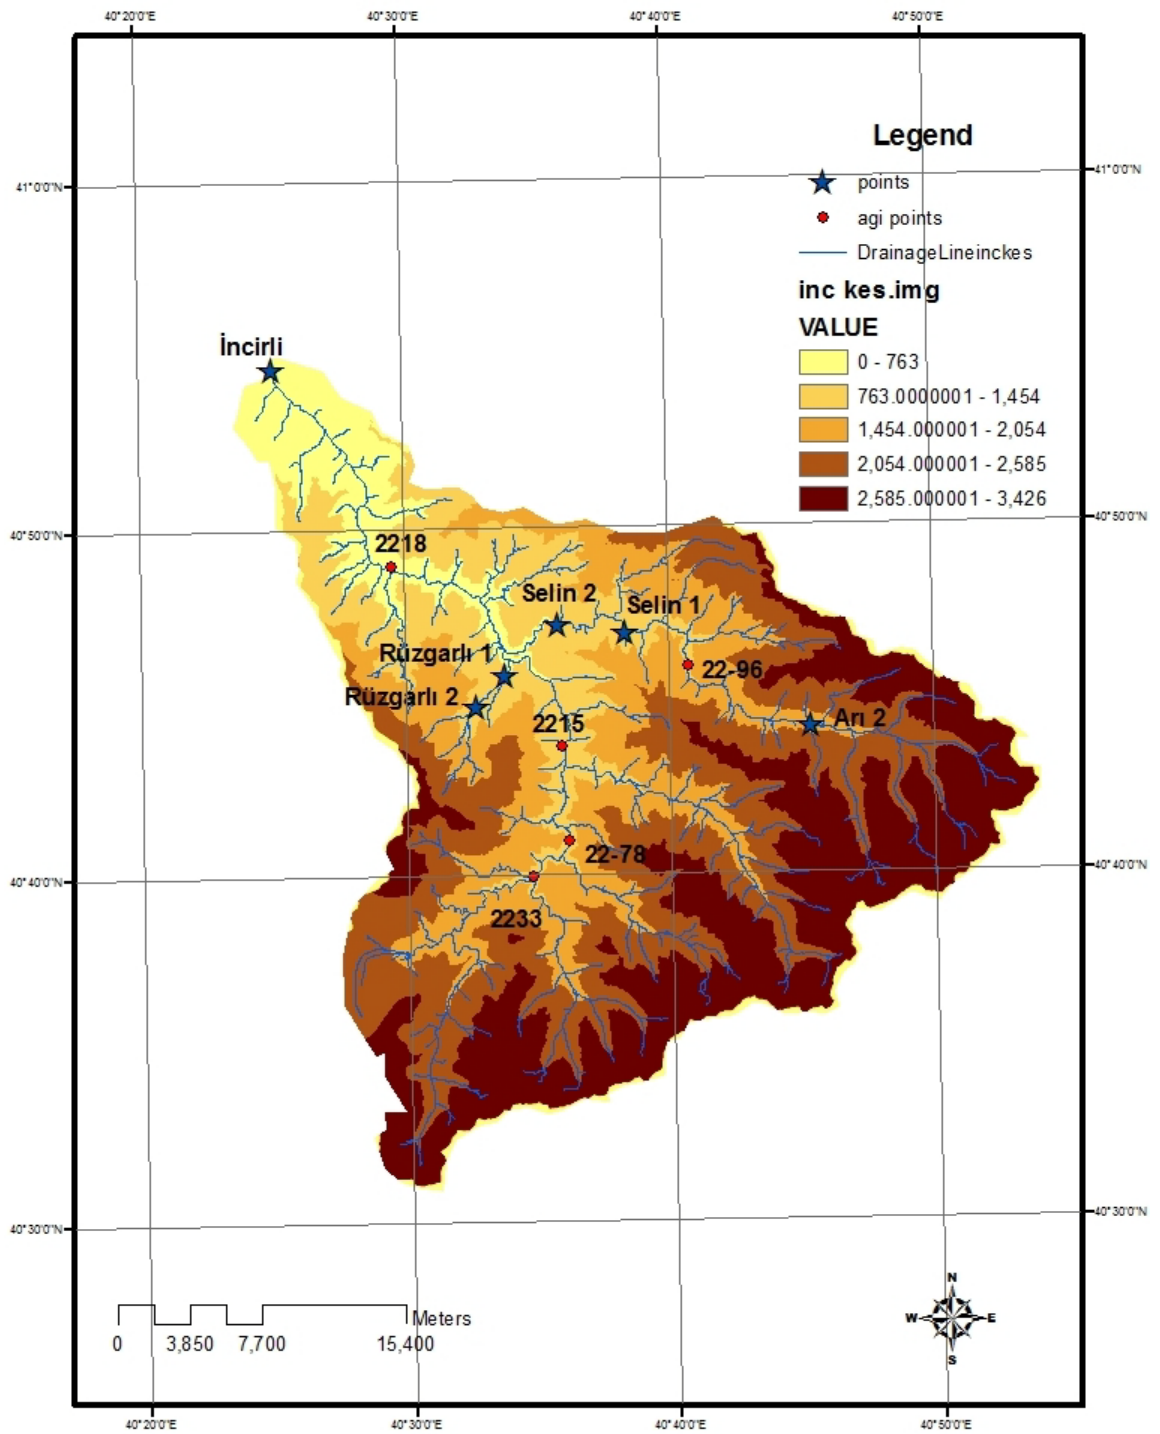 40°20'0"E 40°30'0"E 40°40'0"E 40°50'0"E
Legend
41°0'0"N
41°0'0"N
points
agi points
DrainageLineinckes
inc kes.img
VALUE
0 - 763
763.0000001 - 1,454
1,454.000001 - 2,054
2,054.000001 - 2,585
2,585.000001 - 3,426
İncirli
40°50'0"N
40°50'0"N
2218
Selin 2
Selin 1
Rüzgarlı 1
22-96
Rüzgarlı 2
Arı 2
2215
22-78
40°40'0"N
40°40'0"N
2233
40°30'0"N
40°30'0"N
N
W E
S
Meters
0 3,850 7,700 15,400
40°20'0"E 40°30'0"E 40°40'0"E 40°50'0"E